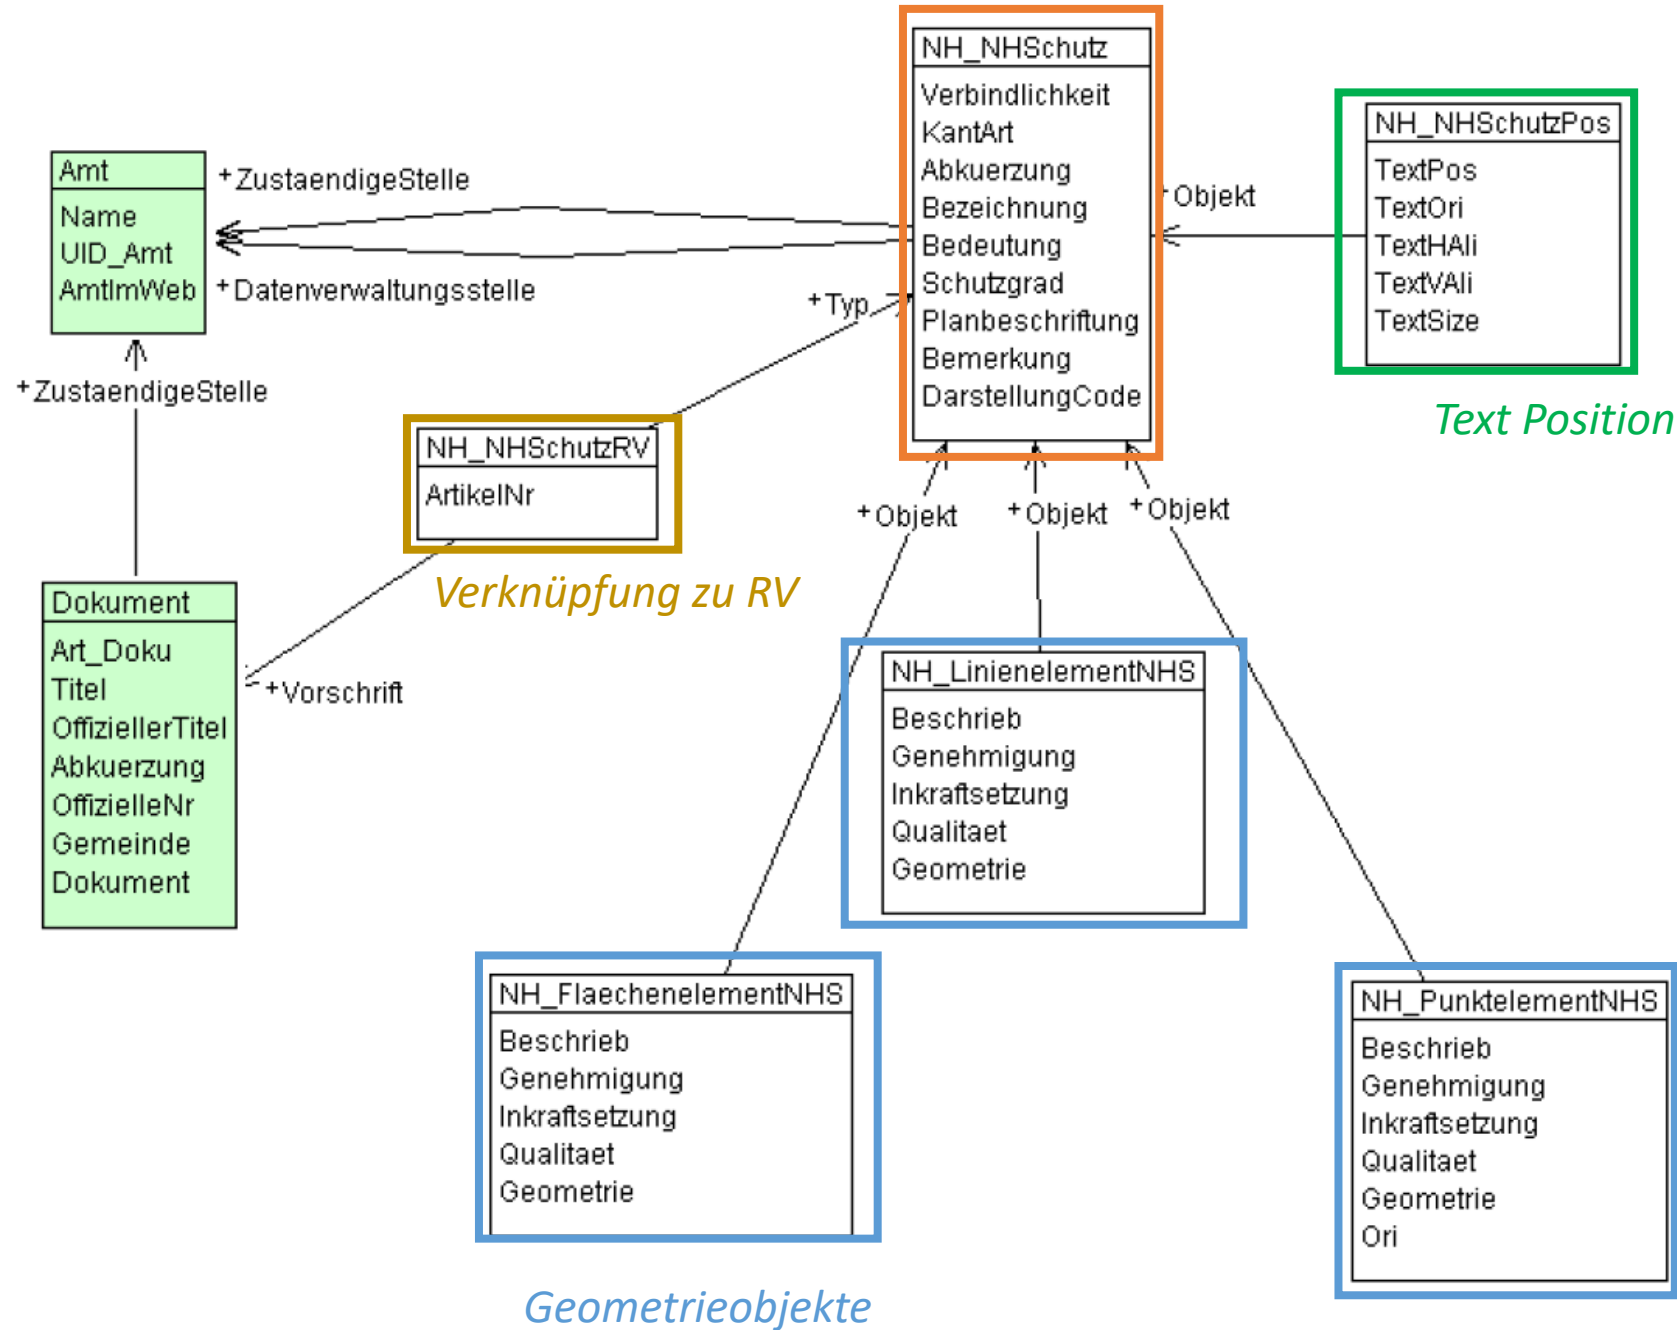 NH_NHSchutz
Verbindlichkeit
KantArt
Abkuerzung
Bezeichnung
Bedeutung
Schutzgrad
Planbeschriftung
Bemerkung
DarstellungCode
NH_NHSchutzPos
TextPos
TextOri
TextHAli
TextVAli
TextSize
Text Position
+Objekt
Amt
Name
UID_Amt
AmtImWeb
+ZustaendigeStelle
+Datenverwaltungsstelle
+Typ
+ZustaendigeStelle
NH_NHSchutzRV
ArtikelNr
Verknüpfung zu RV
+Objekt
+Objekt
+Objekt
Dokument
Art_Doku
Titel
OffiziellerTitel
Abkuerzung
OffizielleNr
Gemeinde
Dokument
+Vorschrift
NH_LinienelementNHS
Beschrieb
Genehmigung
Inkraftsetzung
Qualitaet
Geometrie
NH_FlaechenelementNHS
Beschrieb
Genehmigung
Inkraftsetzung
Qualitaet
Geometrie
NH_PunktelementNHS
Beschrieb
Genehmigung
Inkraftsetzung
Qualitaet
Geometrie
Ori
Geometrieobjekte